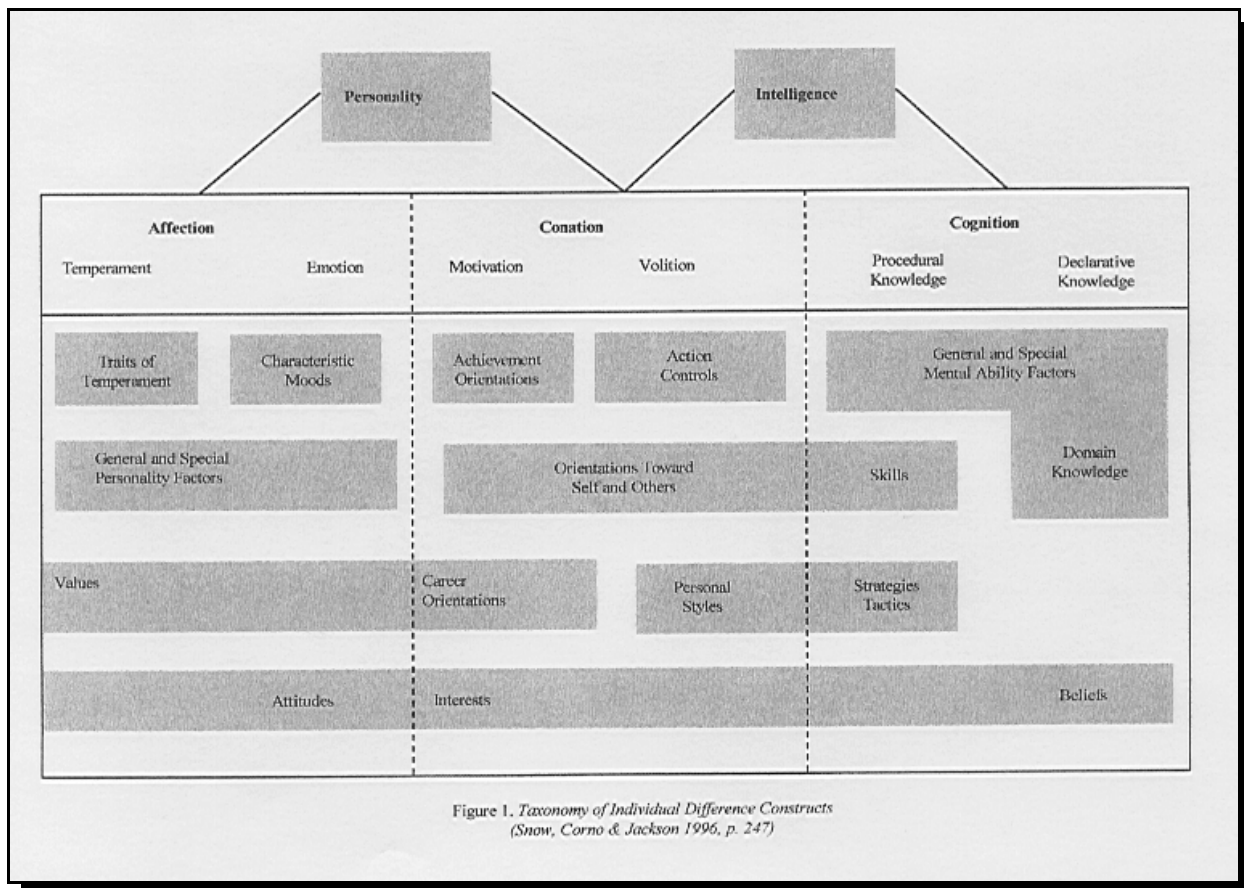 Personality
Intelligence
Affection
Conation
Cognition
Temperament
Emotion
Motivation
Volition
Procedural
Knowledge
Declarative
Knowledge
Traits of
Temperament
Characteristic
Moods
Achievement
Orientations
Action
Controls
General and Special
Mental Ability Factors
General and Special
Personality Factors
Orientations Toward
Self and Others
Skills
Domain
Knowledge
Values
Career
Orientations
Personal
Styles
Strategies
Tactics
Attitudes
Interests
Beliefs
Figure 1. Taxonomy of Individual Difference Constructs
(Snow, Corno & Jackson 1996, p. 247)